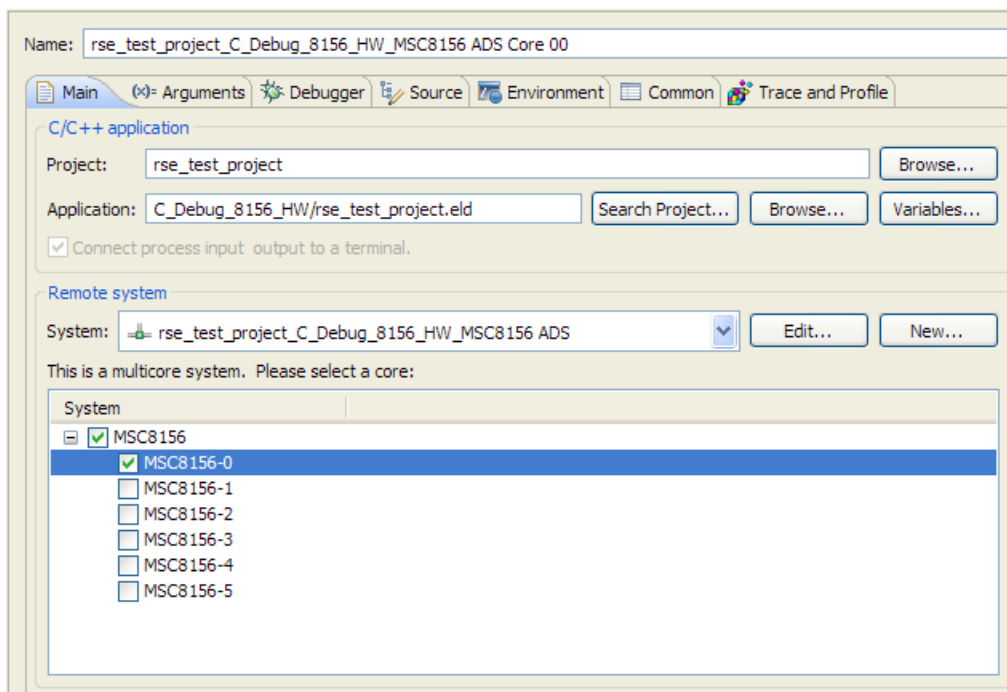 Name: rse_test_project_C_Debug_8156_HW_MSC8156 ADS Core 00
Main (x)= Arguments Debugger Source Environment Common Trace and Profile
C/C++ application
Project: rse_test_project Browse...
Application: C_Debug_8156_HW/rse_test_project.eld Search Project... Browse... Variables...
Connect process input output to a terminal.
Remote system
System: rse_test_project_C_Debug_8156_HW_MSC8156 ADS Edit... New...
This is a multicore system. Please select a core:
System
MSC8156
MSC8156-0
MSC8156-1
MSC8156-2
MSC8156-3
MSC8156-4
MSC8156-5